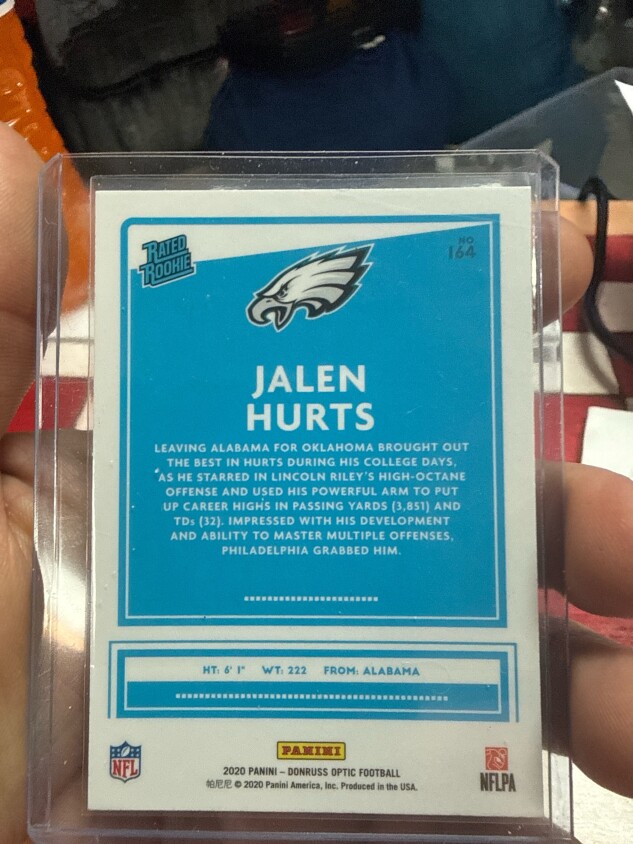 RATED
ROOKIE
NO.
164
JALEN
HURTS
LEAVING ALABAMA FOR OKLAHOMA BROUGHT OUT
THE BEST IN HURTS DURING HIS COLLEGE DAYS,
AS HE STARRED IN LINCOLN RILEY'S HIGH-OCTANE
OFFENSE AND USED HIS POWERFUL ARM TO PUT
UP CAREER HIGHS IN PASSING YARDS (3,851) AND
TDs (32). IMPRESSED WITH HIS DEVELOPMENT
AND ABILITY TO MASTER MULTIPLE OFFENSES,
PHILADELPHIA GRABBED HIM.
HT: 6' 1" WT: 222 FROM: ALABAMA
PANINI
NFL
NFLPA
2020 PANINI – DONRUSS OPTIC FOOTBALL
帕尼尼 © 2020 Panini America, Inc. Produced in the USA.